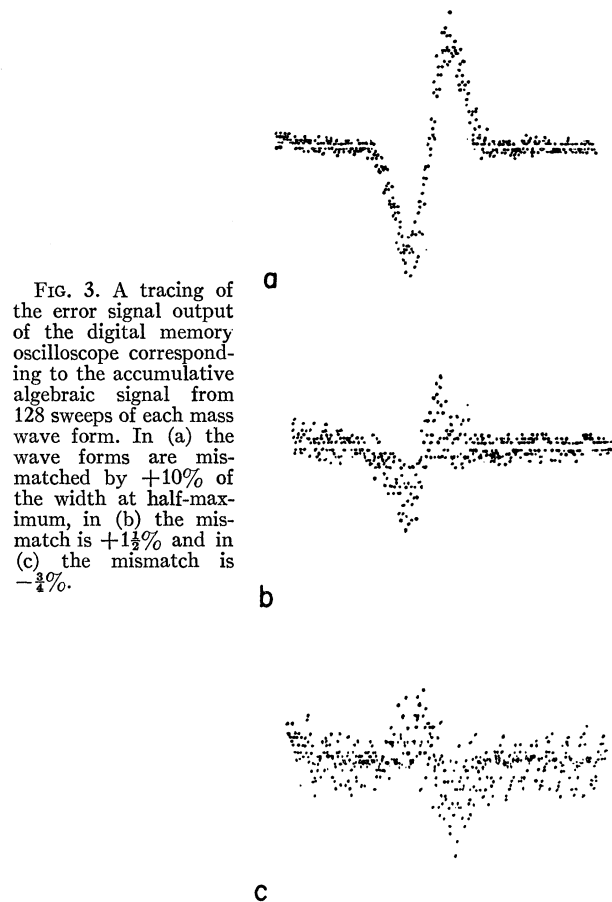 a
FIG. 3. A tracing of
the error signal output
of the digital memory
oscilloscope correspond-
ing to the accumulative
algebraic signal from
128 sweeps of each mass
wave form. In (a) the
wave forms are mis-
matched by +10% of
the width at half-max-
imum, in (b) the mis-
match is +1½% and in
(c) the mismatch is
−¾%.
b
c